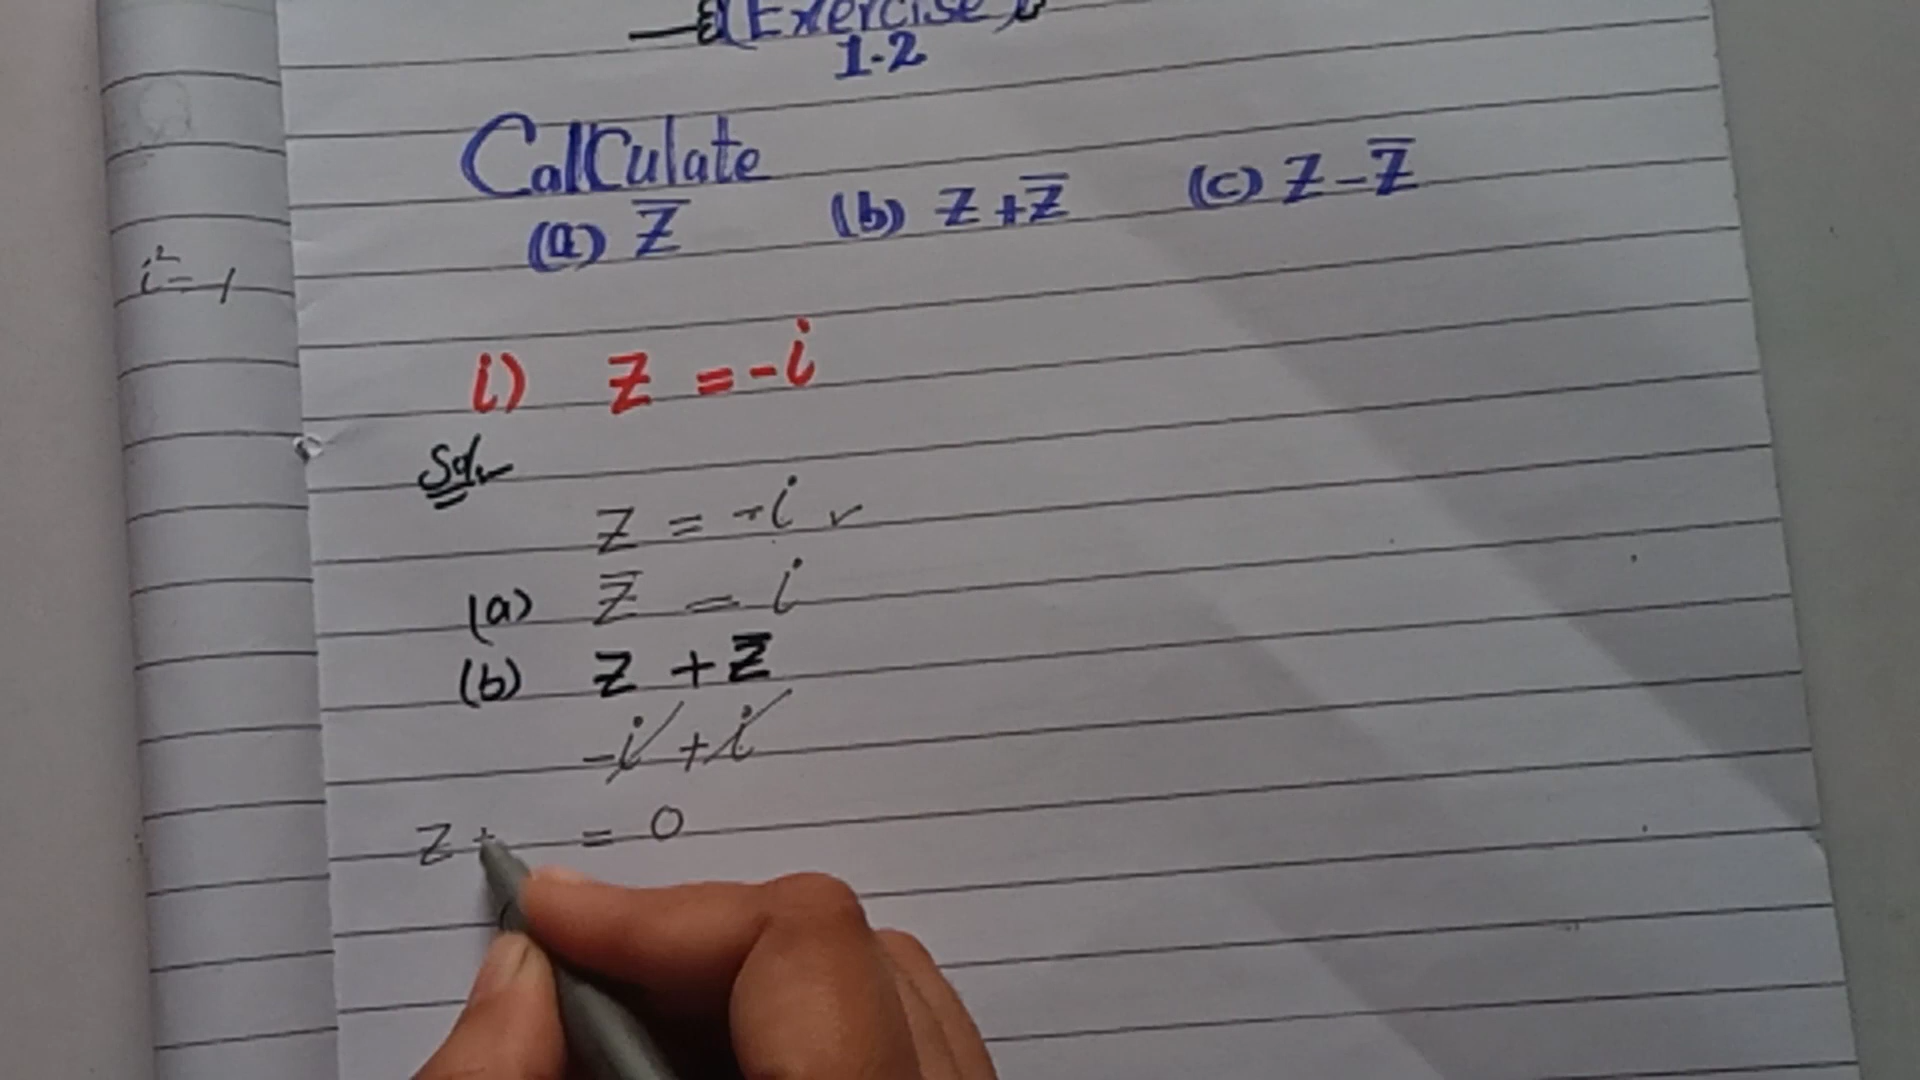 (Exercise)
1.2
Calculate
(a) z̅ (b) z + z̅ (c) z - z̅
i² = -1
i) z = -i
Sol
z = -i ✓
(a) z̅ = i
(b) z + z̅
-i + i
z + = 0